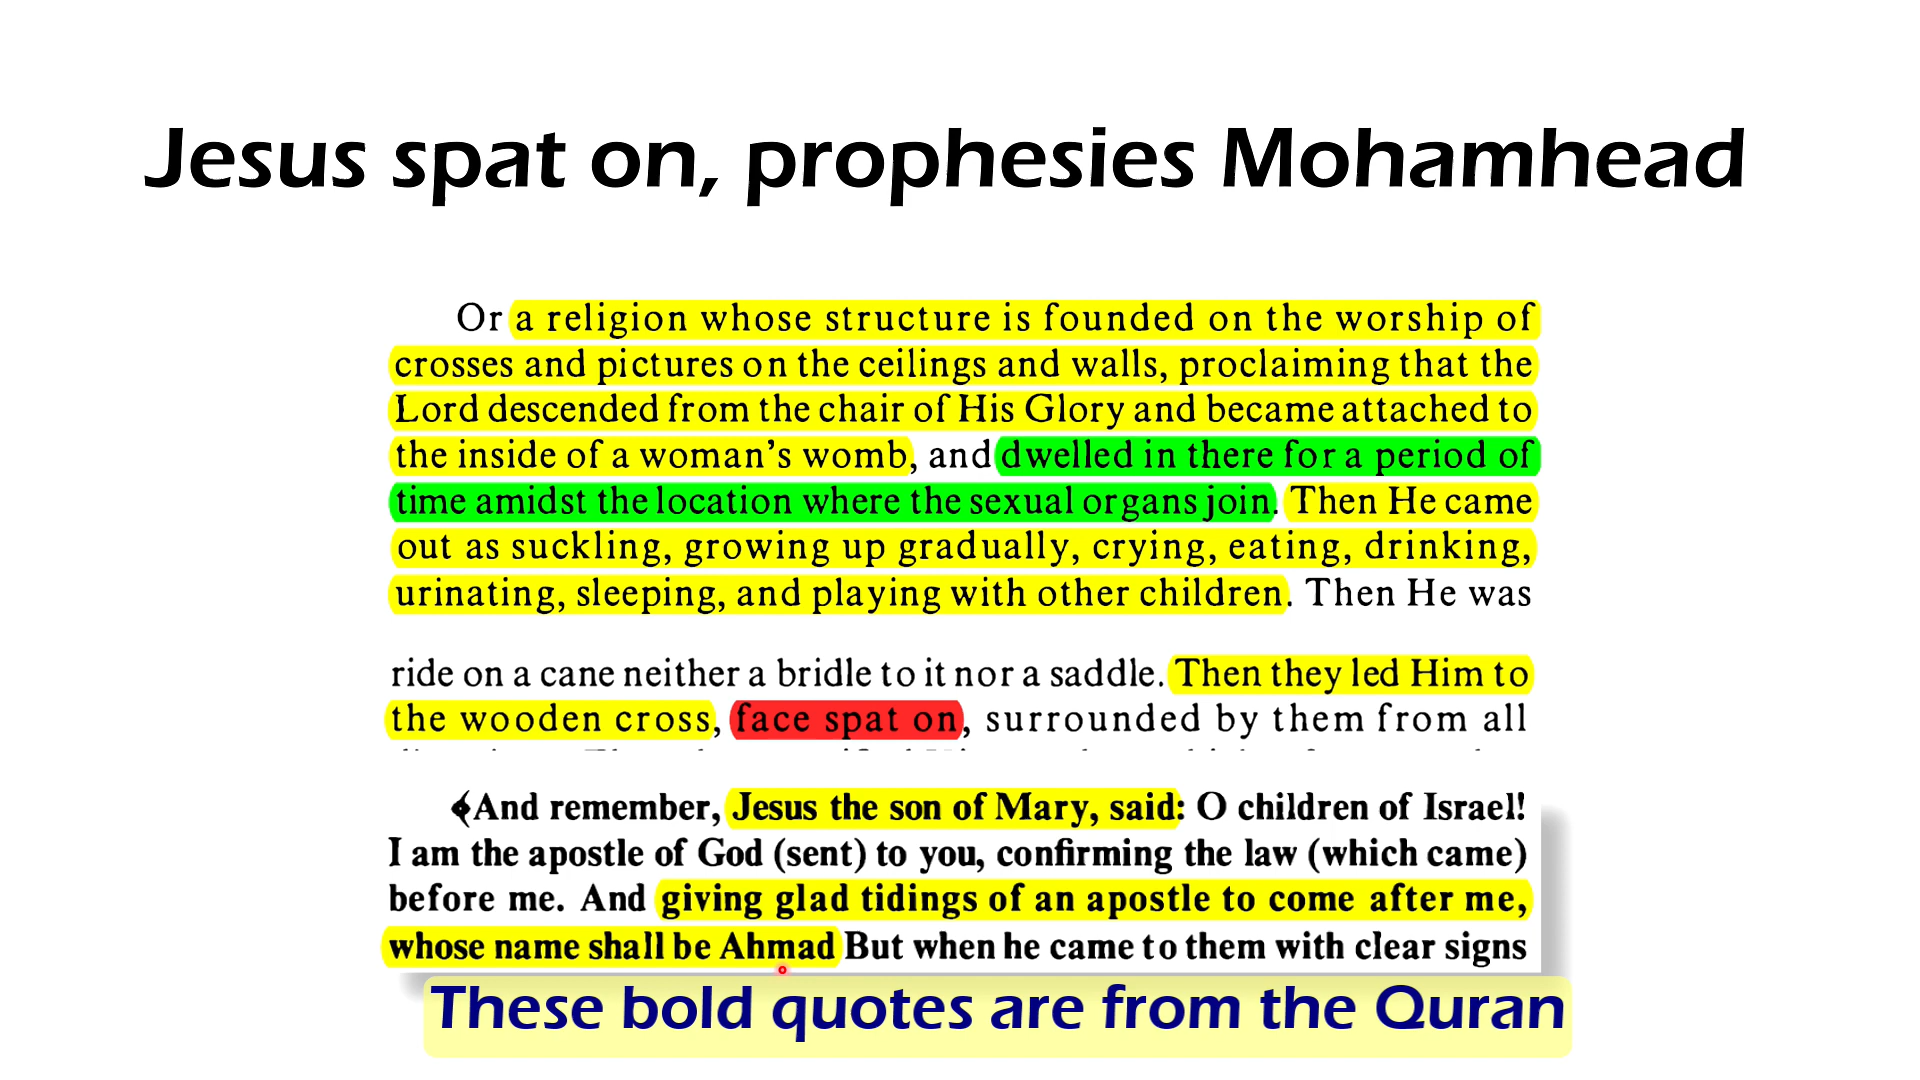 Jesus spat on, prophesies Mohamhead
Or a religion whose structure is founded on the worship of
crosses and pictures on the ceilings and walls, proclaiming that the
Lord descended from the chair of His Glory and became attached to
the inside of a woman's womb, and dwelled in there for a period of
time amidst the location where the sexual organs join. Then He came
out as suckling, growing up gradually, crying, eating, drinking,
urinating, sleeping, and playing with other children. Then He was
ride on a cane neither a bridle to it nor a saddle. Then they led Him to
the wooden cross, face spat on, surrounded by them from all
﴾And remember, Jesus the son of Mary, said: O children of Israel!
I am the apostle of God (sent) to you, confirming the law (which came)
before me. And giving glad tidings of an apostle to come after me,
whose name shall be Ahmad But when he came to them with clear signs
These bold quotes are from the Quran